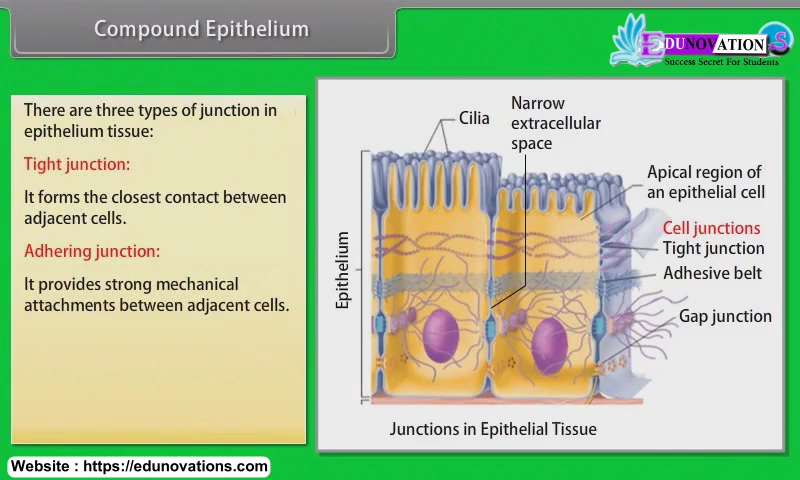 Compound Epithelium
EDUNOVATIONS
Success Secret For Students
There are three types of junction in
epithelium tissue:
Tight junction:
It forms the closest contact between
adjacent cells.
Adhering junction:
It provides strong mechanical
attachments between adjacent cells.
Cilia
Narrow
extracellular
space
Apical region of
an epithelial cell
Cell junctions
Tight junction
Adhesive belt
Gap junction
Epithelium
Junctions in Epithelial Tissue
Website : https://edunovations.com